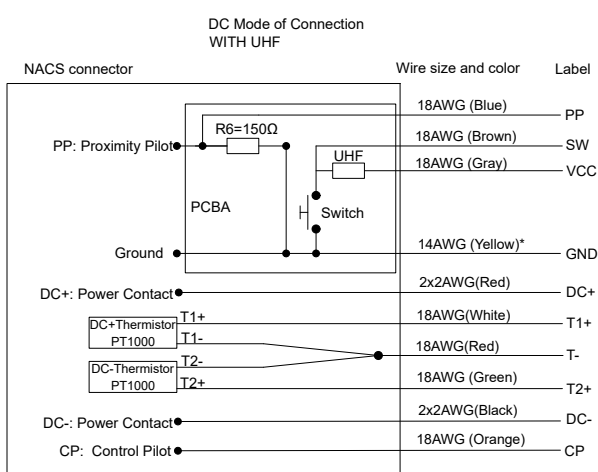 DC Mode of Connection
WITH UHF
NACS connector
Wire size and color
Label
18AWG (Blue)
PP
R6=150Ω
PP: Proximity Pilot
18AWG (Brown)
SW
UHF
18AWG (Gray)
VCC
PCBA
Switch
Ground
14AWG (Yellow)*
GND
DC+: Power Contact
2x2AWG(Red)
DC+
DC+Thermistor
PT1000
T1+
18AWG(White)
T1+
T1-
18AWG(Red)
T-
DC-Thermistor
PT1000
T2-
T2+
18AWG (Green)
T2+
DC-: Power Contact
2x2AWG(Black)
DC-
CP: Control Pilot
18AWG (Orange)
CP